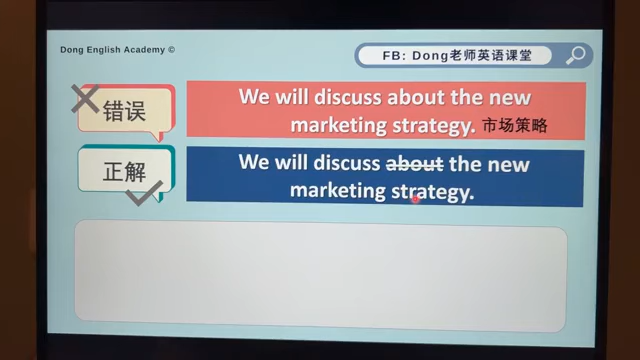 Dong English Academy ©
FB: Dong老师英语课堂
错误
We will discuss about the new
marketing strategy. 市场策略
正解
We will discuss about the new
marketing strategy.